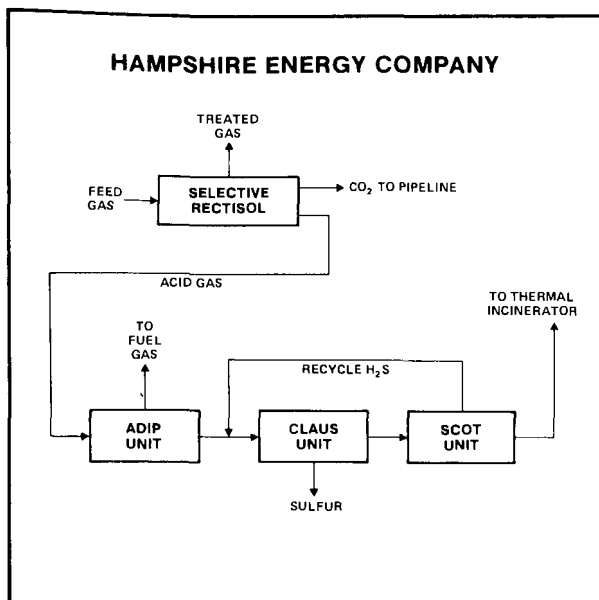 HAMPSHIRE ENERGY COMPANY
TREATED
GAS
FEED
GAS
SELECTIVE
RECTISOL
CO₂ TO PIPELINE
ACID GAS
TO THERMAL
INCINERATOR
TO
FUEL
GAS
RECYCLE H₂S
ADIP
UNIT
CLAUS
UNIT
SCOT
UNIT
SULFUR